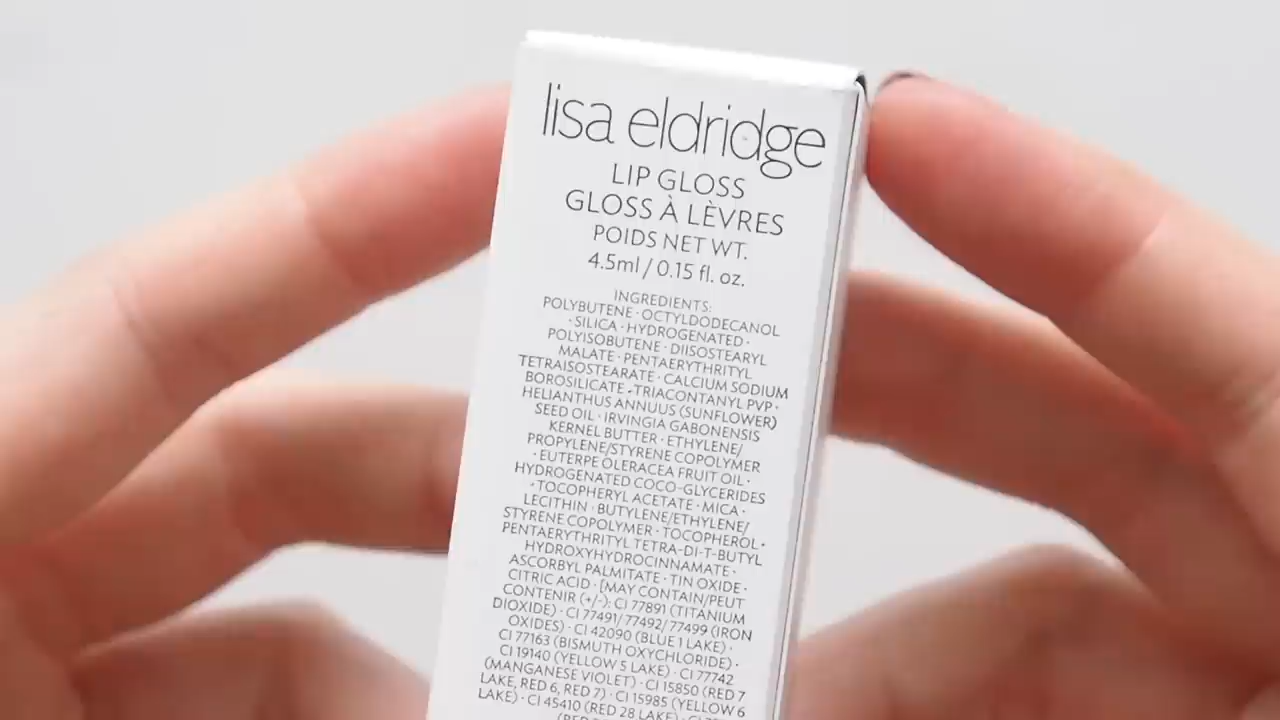 lisa eldridge
LIP GLOSS
GLOSS À LÈVRES
POIDS NET WT.
4.5ml / 0.15 fl. oz.
INGREDIENTS:
POLYBUTENE · OCTYLDODECANOL
· SILICA · HYDROGENATED ·
POLYISOBUTENE · DIISOSTEARYL
MALATE · PENTAERYTHRITYL
TETRAISOSTEARATE · CALCIUM SODIUM
BOROSILICATE · TRIACONTANYL PVP ·
HELIANTHUS ANNUUS (SUNFLOWER)
SEED OIL · IRVINGIA GABONENSIS
KERNEL BUTTER · ETHYLENE/
PROPYLENE/STYRENE COPOLYMER
· EUTERPE OLERACEA FRUIT OIL ·
HYDROGENATED COCO-GLYCERIDES
· TOCOPHERYL ACETATE · MICA ·
LECITHIN · BUTYLENE/ETHYLENE/
STYRENE COPOLYMER · TOCOPHEROL ·
PENTAERYTHRITYL TETRA-DI-T-BUTYL
HYDROXYHYDROCINNAMATE ·
ASCORBYL PALMITATE · TIN OXIDE ·
CITRIC ACID · [MAY CONTAIN/PEUT
CONTENIR (+/-): CI 77891 (TITANIUM
DIOXIDE) · CI 77491/77492/77499 (IRON
OXIDES) · CI 42090 (BLUE 1 LAKE) ·
CI 77163 (BISMUTH OXYCHLORIDE) ·
CI 19140 (YELLOW 5 LAKE) · CI 77742
(MANGANESE VIOLET) · CI 15850 (RED 7
LAKE, RED 6, RED 7) · CI 15985 (YELLOW 6
LAKE) · CI 45410 (RED 28 LAKE) ·